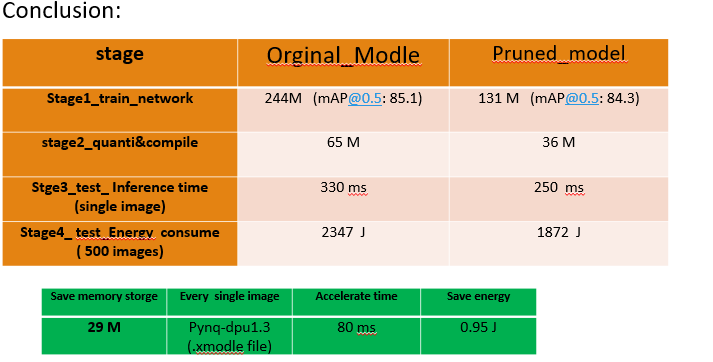 Conclusion:
stage Orginal_Modle Pruned_model
Stage1_train_network 244M (mAP@0.5: 85.1) 131 M (mAP@0.5: 84.3)
stage2_quanti&compile 65 M 36 M
Stge3_test_ Inference time 330 ms 250 ms
(single image)
Stage4_ test_Energy consume 2347 J 1872 J
( 500 images)
Save memory storge Every single image Accelerate time Save energy
29 M Pynq-dpu1.3 80 ms 0.95 J
(.xmodle file)